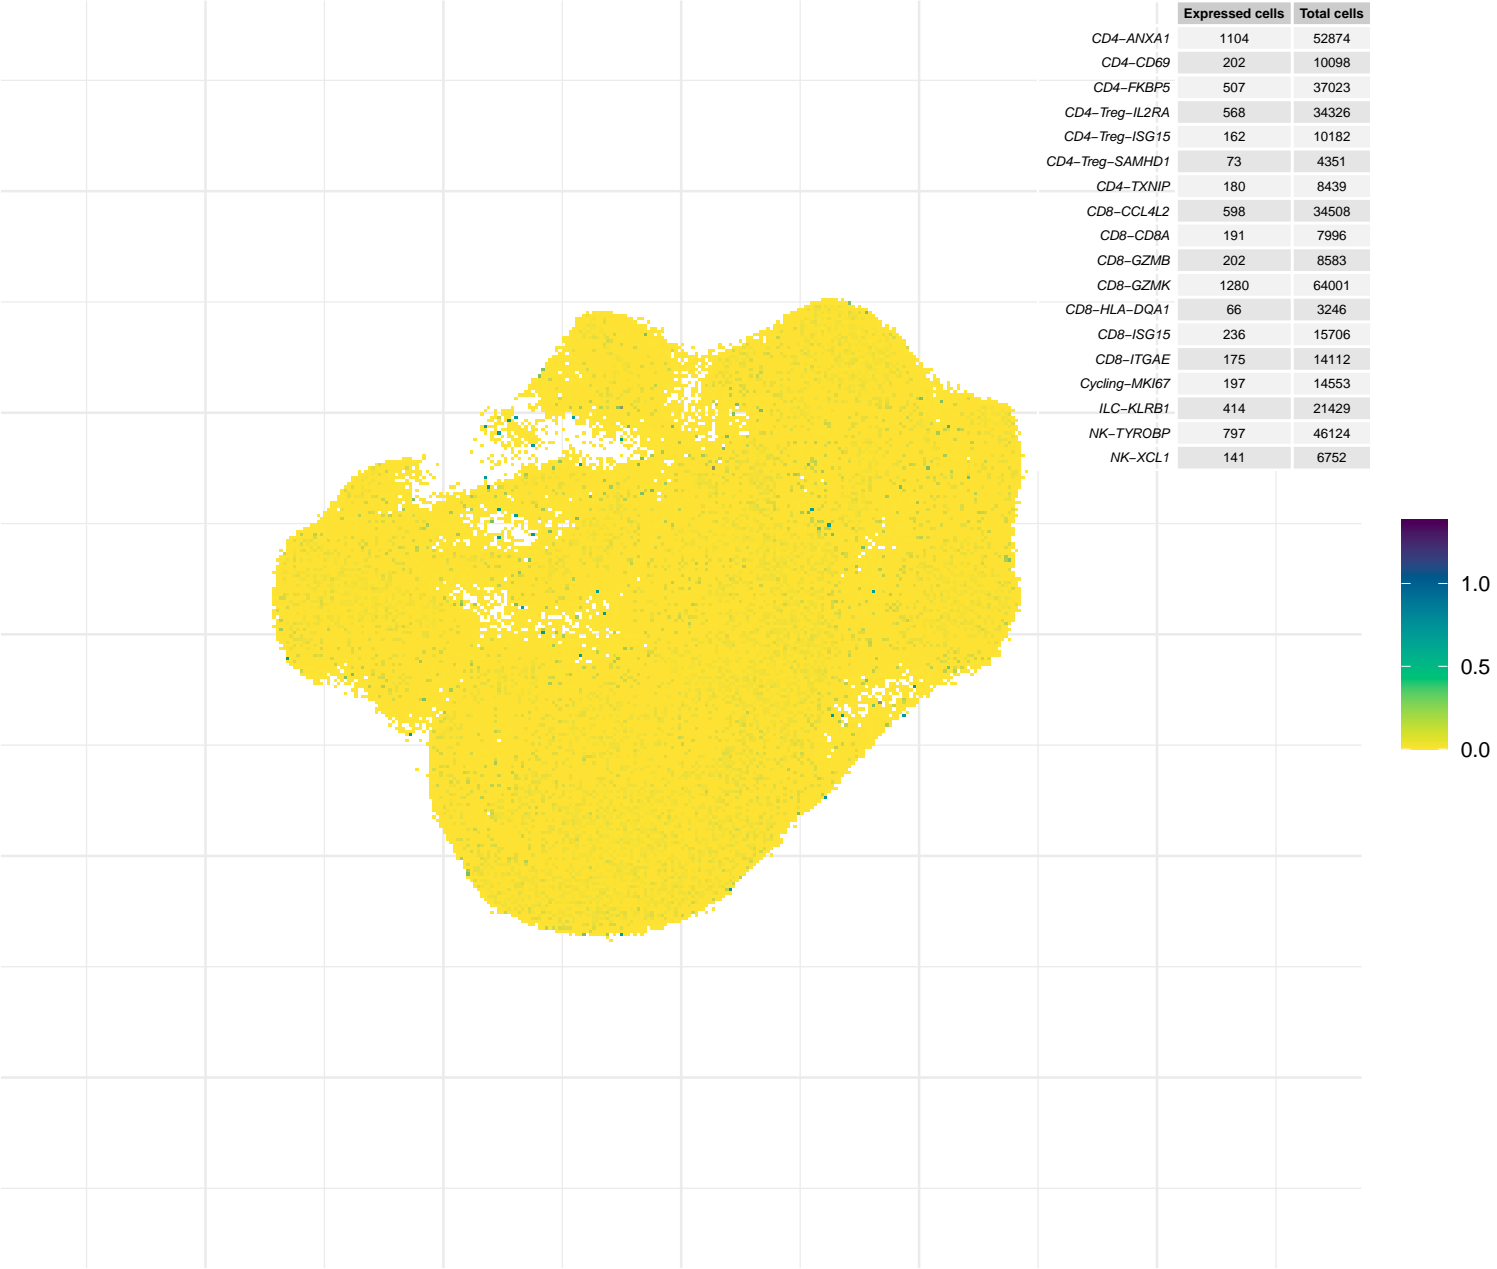 Expressed cells Total cells
CD4−ANXA1 1104 52874
CD4−CD69 202 10098
CD4−FKBP5 507 37023
CD4−Treg−IL2RA 568 34326
CD4−Treg−ISG15 162 10182
CD4−Treg−SAMHD1 73 4351
CD4−TXNIP 180 8439
CD8−CCL4L2 598 34508
CD8−CD8A 191 7996
CD8−GZMB 202 8583
CD8−GZMK 1280 64001
CD8−HLA−DQA1 66 3246
CD8−ISG15 236 15706
CD8−ITGAE 175 14112
Cycling−MKI67 197 14553
ILC−KLRB1 414 21429
NK−TYROBP 797 46124
NK−XCL1 141 6752
1.0
0.5
0.0